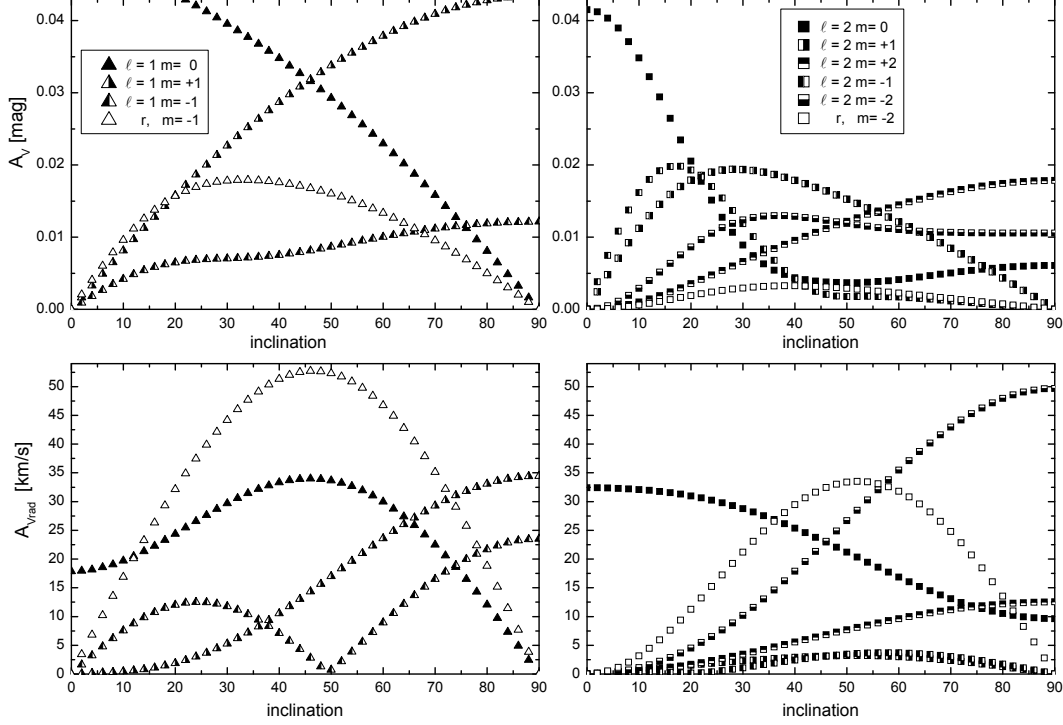 0.04
0.03
0.02
0.01
0.00
A_V [mag]
ℓ = 1 m= 0
ℓ = 1 m= +1
ℓ = 1 m= -1
r, m= -1
0 10 20 30 40 50 60 70 80 90
inclination
0.04
0.03
0.02
0.01
0.00
ℓ = 2 m= 0
ℓ = 2 m= +1
ℓ = 2 m= +2
ℓ = 2 m= -1
ℓ = 2 m= -2
r, m= -2
0 10 20 30 40 50 60 70 80 90
inclination
50
45
40
35
30
25
20
15
10
5
0
A_Vrad [km/s]
0 10 20 30 40 50 60 70 80 90
inclination
50
45
40
35
30
25
20
15
10
5
0
0 10 20 30 40 50 60 70 80 90
inclination